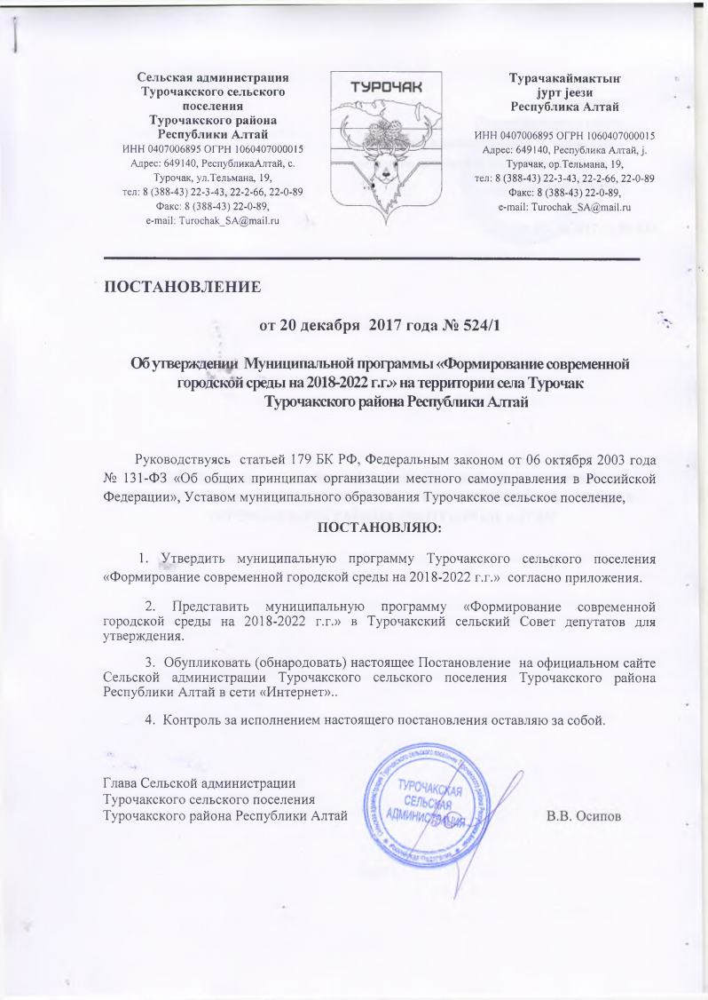 Сельская администрация
Турочакского сельского
поселения
Турочакского района
Республики Алтай
ИНН 0407006895 ОГРН 1060407000015
Адрес: 649140, РеспубликаАлтай, с.
Турочак, ул.Тельмана, 19,
тел: 8 (388-43) 22-3-43, 22-2-66, 22-0-89
Факс: 8 (388-43) 22-0-89,
e-mail: Turochak_SA@mail.ru
ТУРОЧАК
Турачакаймактыҥ
јурт јеези
Республика Алтай
ИНН 0407006895 ОГРН 1060407000015
Адрес: 649140, Республика Алтай, ј.
Турачак, ор.Тельмана, 19,
тел: 8 (388-43) 22-3-43, 22-2-66, 22-0-89
Факс: 8 (388-43) 22-0-89,
e-mail: Turochak_SA@mail.ru
ПОСТАНОВЛЕНИЕ
от 20 декабря 2017 года № 524/1
Об утверждении Муниципальной программы «Формирование современной
городской среды на 2018-2022 г.г.» на территории села Турочак
Турочакского района Республики Алтай
Руководствуясь статьей 179 БК РФ, Федеральным законом от 06 октября 2003 года
№ 131-ФЗ «Об общих принципах организации местного самоуправления в Российской
Федерации», Уставом муниципального образования Турочакское сельское поселение,
ПОСТАНОВЛЯЮ:
1. Утвердить муниципальную программу Турочакского сельского поселения
«Формирование современной городской среды на 2018-2022 г.г.» согласно приложения.
2. Представить муниципальную программу «Формирование современной
городской среды на 2018-2022 г.г.» в Турочакский сельский Совет депутатов для
утверждения.
3. Обупликовать (обнародовать) настоящее Постановление на официальном сайте
Сельской администрации Турочакского сельского поселения Турочакского района
Республики Алтай в сети «Интернет»..
4. Контроль за исполнением настоящего постановления оставляю за собой.
Глава Сельской администрации
Турочакского сельского поселения
Турочакского района Республики Алтай
В.В. Осипов
ТУРОЧАКСКАЯ
СЕЛЬСКАЯ
АДМИНИСТРАЦИЯ